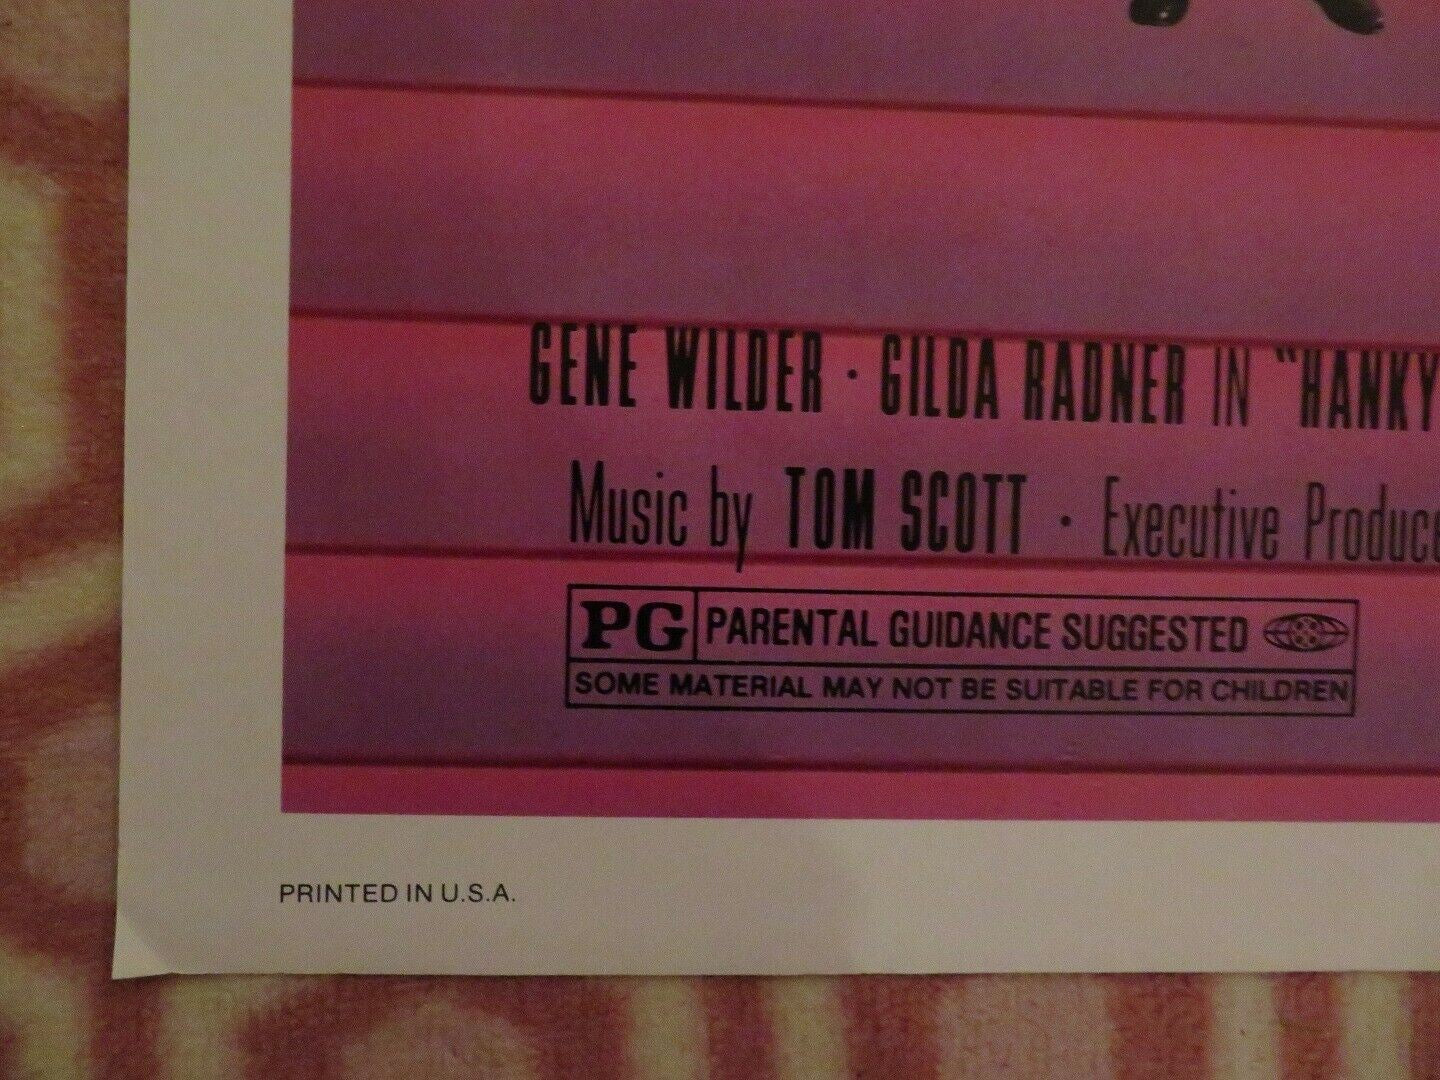 GENE WILDER · GILDA RADNER IN "HANKY
Music by TOM SCOTT · Executive Produce
PG PARENTAL GUIDANCE SUGGESTED
SOME MATERIAL MAY NOT BE SUITABLE FOR CHILDREN
PRINTED IN U.S.A.